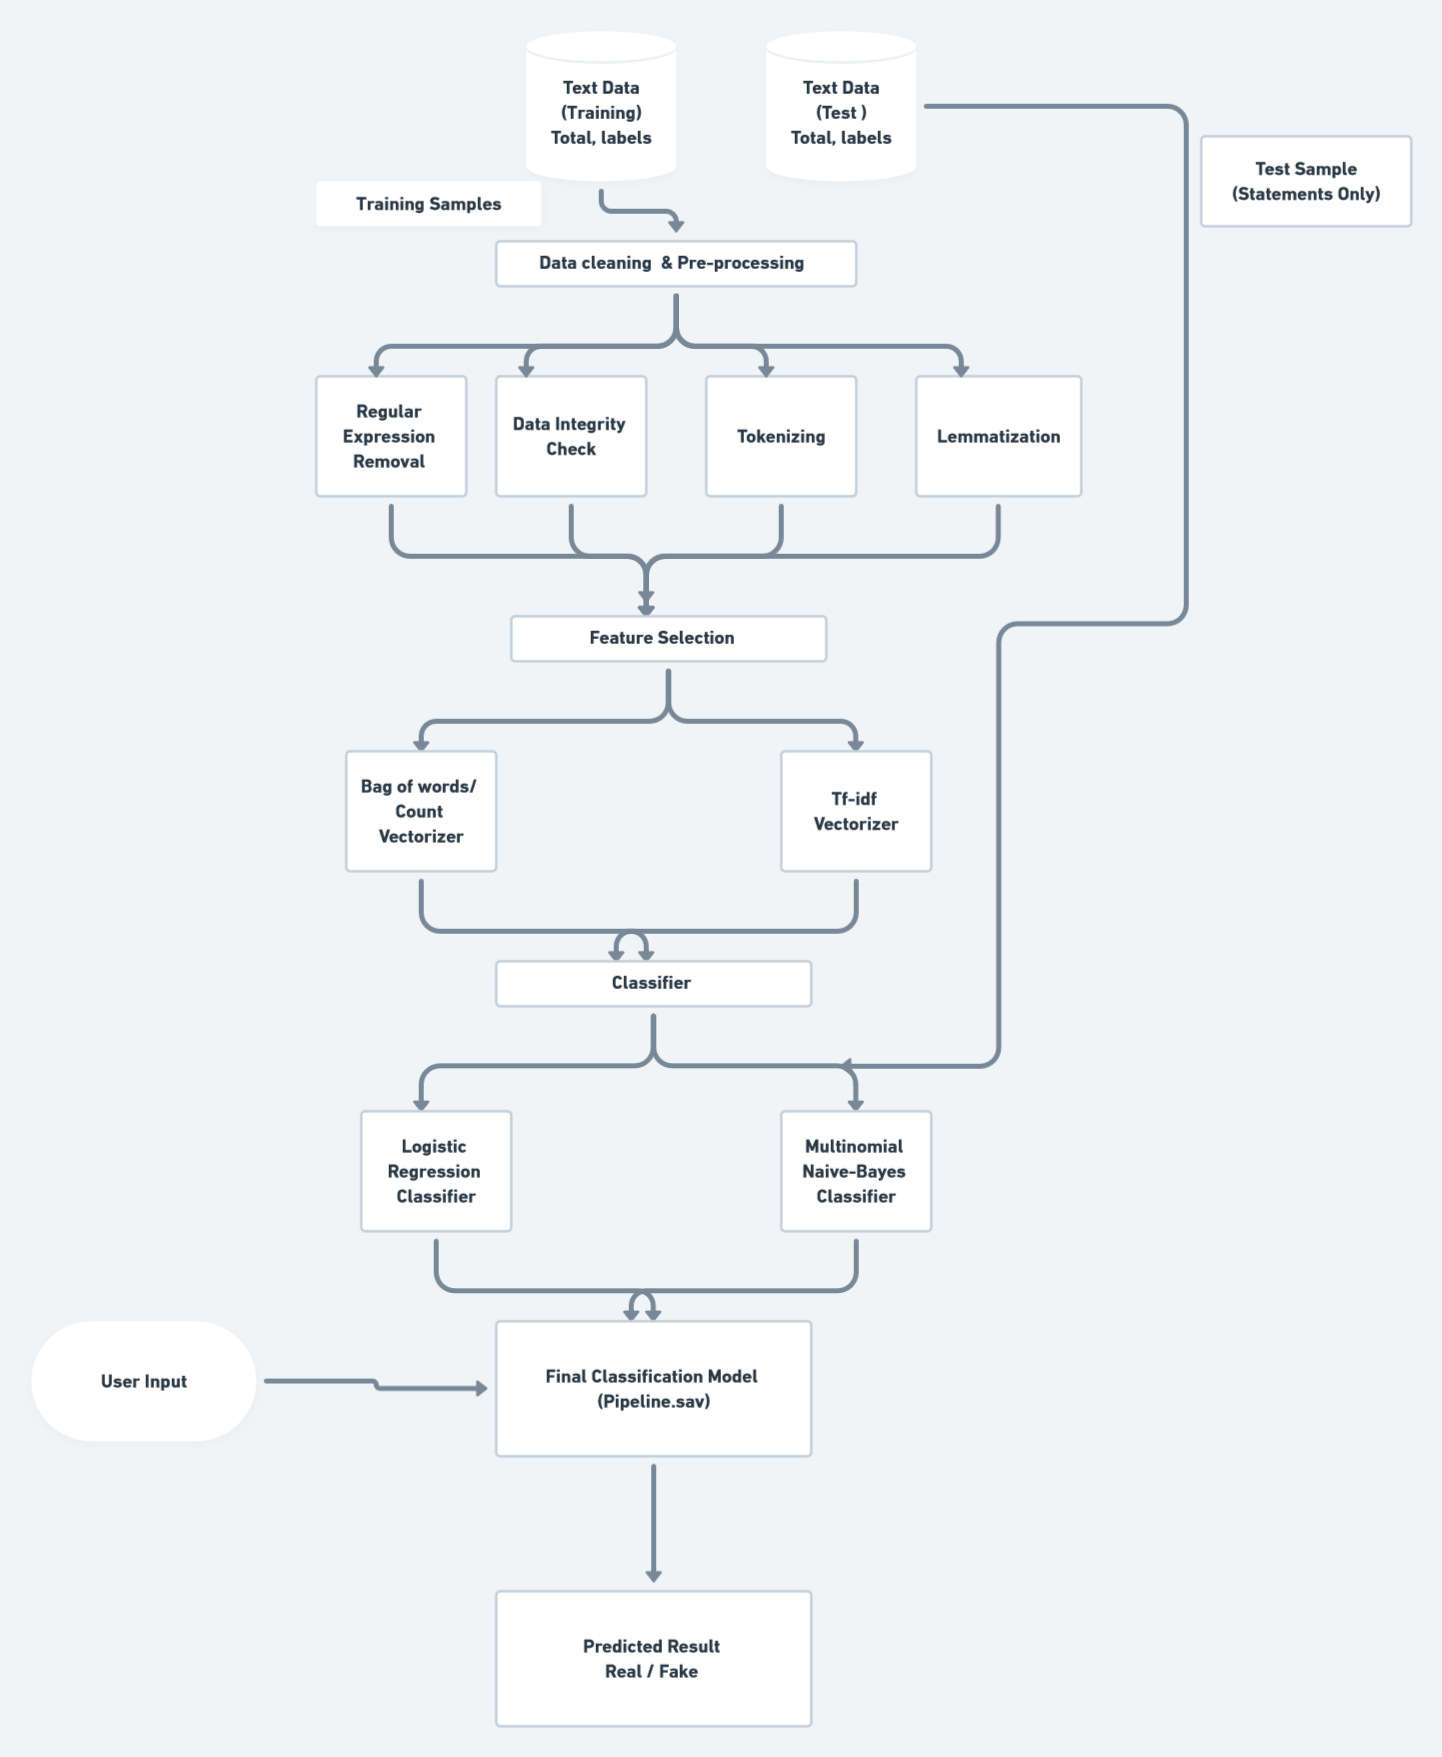 Text Data
(Training)
Total, labels
Text Data
(Test )
Total, labels
Test Sample
(Statements Only)
Training Samples
Data cleaning  & Pre-processing
Regular
Expression
Removal
Data Integrity
Check
Tokenizing
Lemmatization
Feature Selection
Bag of words/
Count
Vectorizer
Tf-idf
Vectorizer
Classifier
Logistic
Regression
Classifier
Multinomial
Naive-Bayes
Classifier
User Input
Final Classification Model
(Pipeline.sav)
Predicted Result
Real / Fake